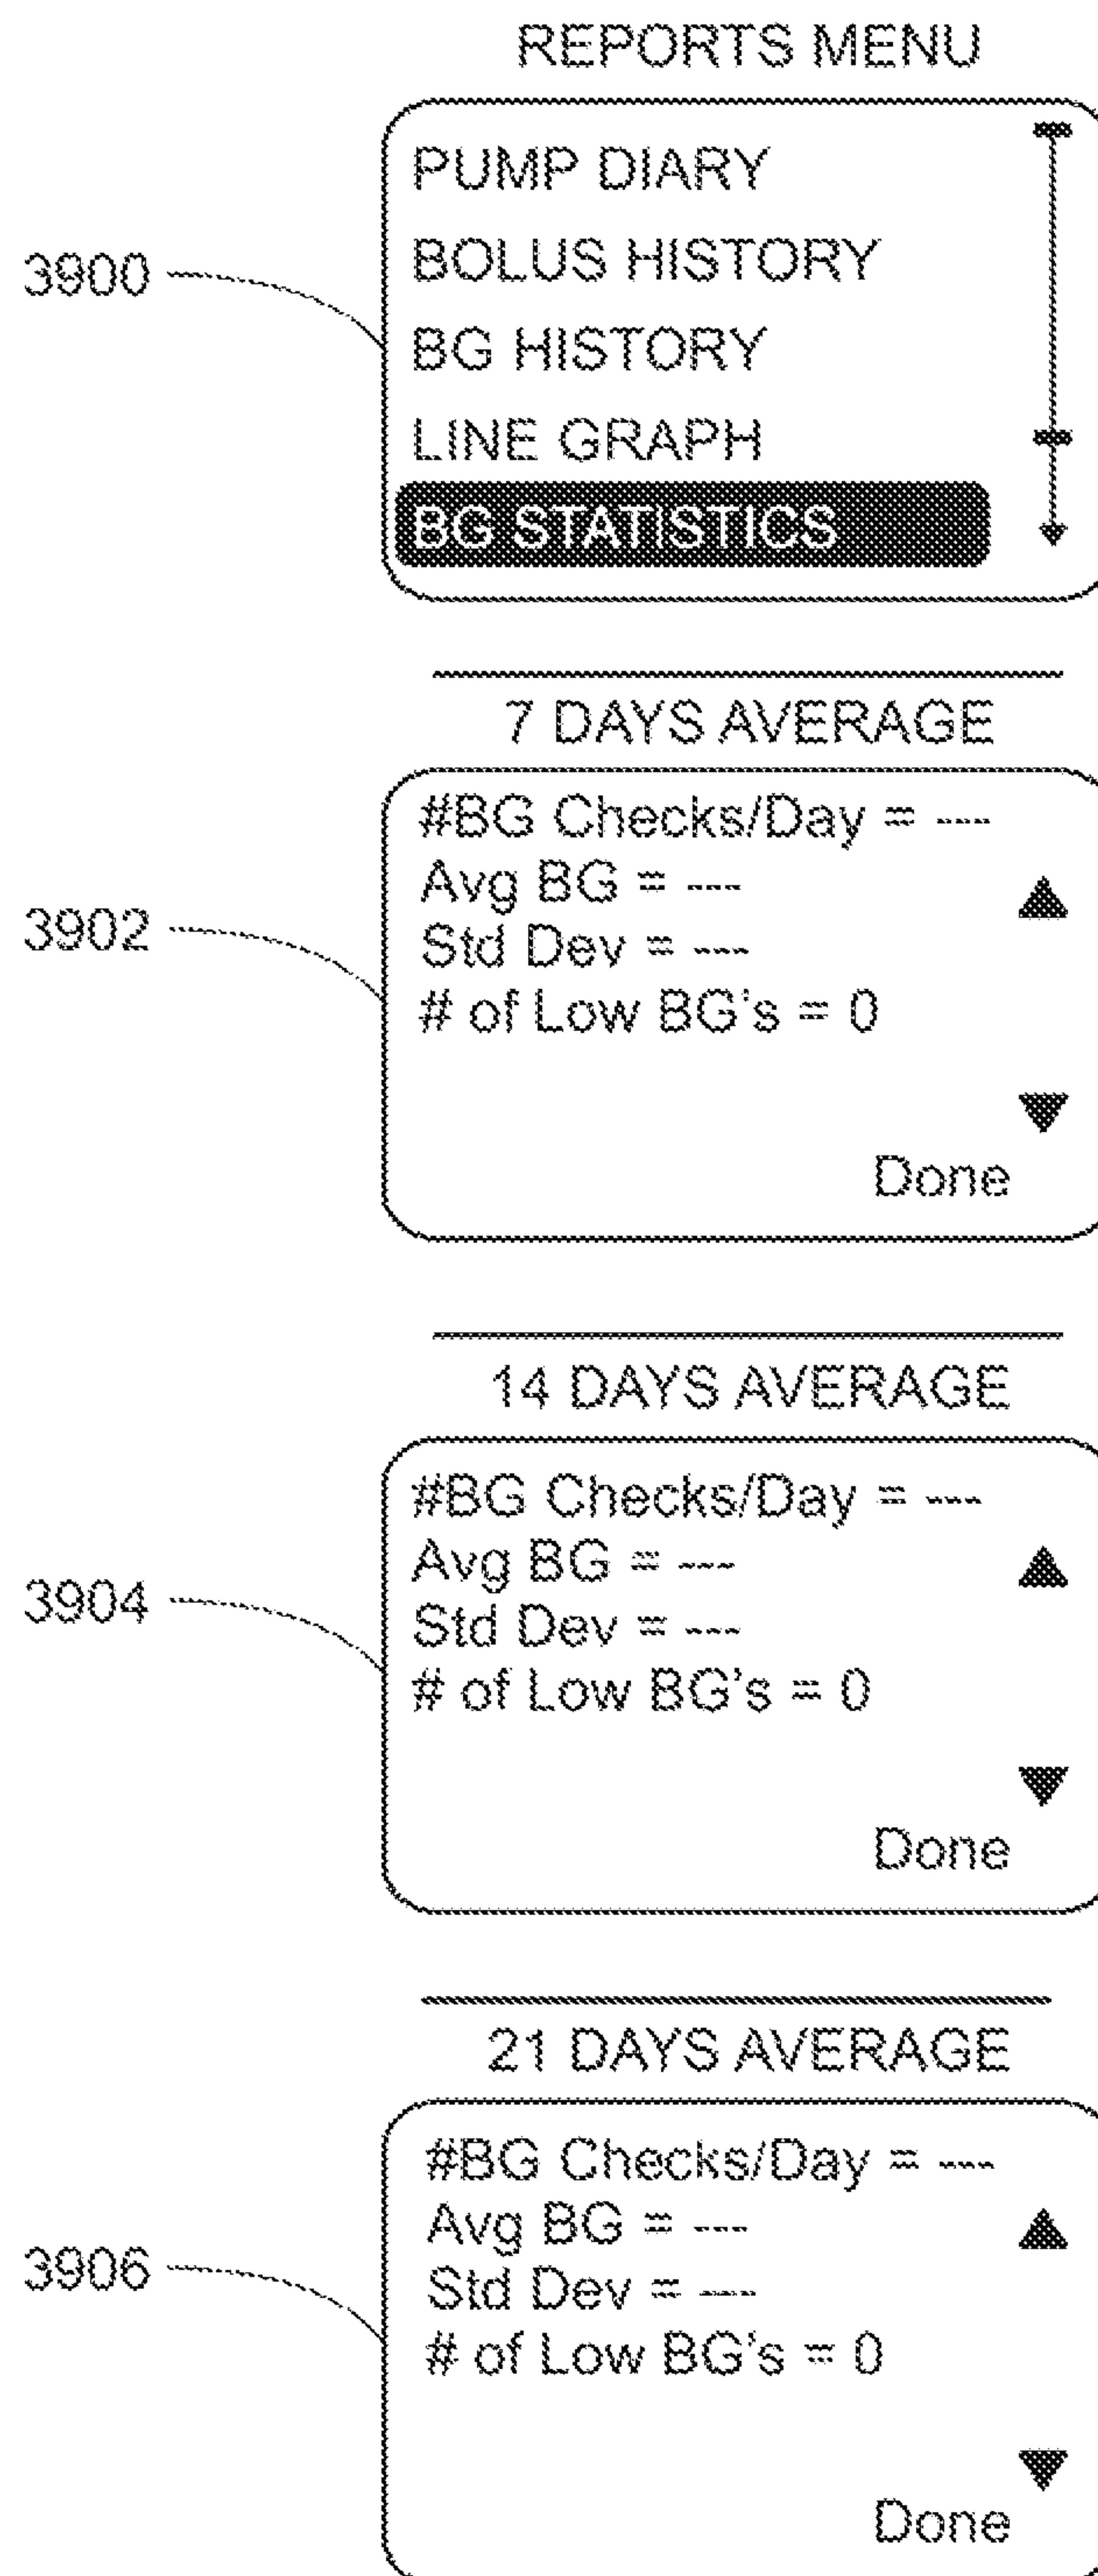 REPORTS MENU
PUMP DIARY
BOLUS HISTORY
3900
BG HISTORY
LINE GRAPH
BG STATISTICS
7 DAYS AVERAGE
#BG Checks/Day = ---
Avg BG = ---
3902
Std Dev = ---
# of Low BG's = 0
Done
14 DAYS AVERAGE
#BG Checks/Day = ---
Avg BG = ---
3904
Std Dev = ---
# of Low BG's = 0
Done
21 DAYS AVERAGE
#BG Checks/Day = ---
Avg BG = ---
3906
Std Dev = ---
# of Low BG's = 0
Done